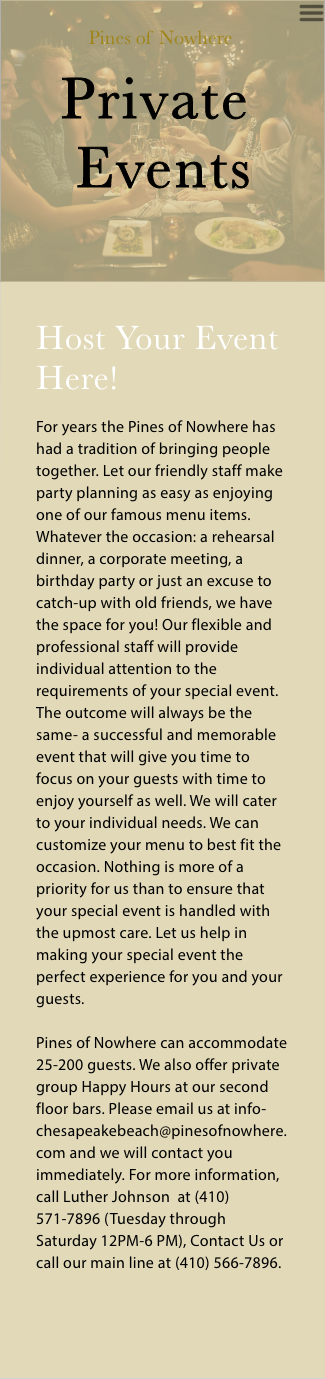 Pines of Nowhere
Private
Events
Host Your Event
Here!
For years the Pines of Nowhere has
had a tradition of bringing people
together. Let our friendly staff make
party planning as easy as enjoying
one of our famous menu items.
Whatever the occasion: a rehearsal
dinner, a corporate meeting, a
birthday party or just an excuse to
catch-up with old friends, we have
the space for you! Our flexible and
professional staff will provide
individual attention to the
requirements of your special event.
The outcome will always be the
same- a successful and memorable
event that will give you time to
focus on your guests with time to
enjoy yourself as well. We will cater
to your individual needs. We can
customize your menu to best fit the
occasion. Nothing is more of a
priority for us than to ensure that
your special event is handled with
the upmost care. Let us help in
making your special event the
perfect experience for you and your
guests.
Pines of Nowhere can accommodate
25-200 guests. We also offer private
group Happy Hours at our second
floor bars. Please email us at info-
chesapeakebeach@pinesofnowhere.
com and we will contact you
immediately. For more information,
call Luther Johnson  at (410)
571-7896 (Tuesday through
Saturday 12PM-6 PM), Contact Us or
call our main line at (410) 566-7896.